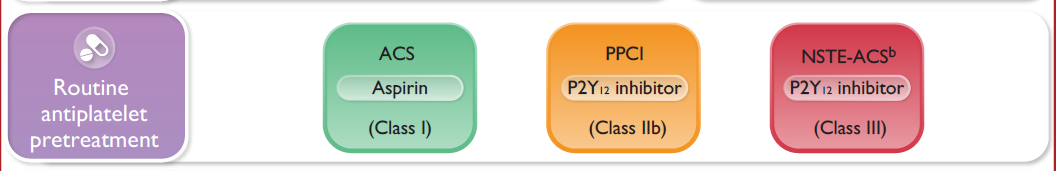 Routine
antiplatelet
pretreatment
ACS
Aspirin
(Class I)
PPCI
P2Y₁₂ inhibitor
(Class IIb)
NSTE-ACSᵇ
P2Y₁₂ inhibitor
(Class III)